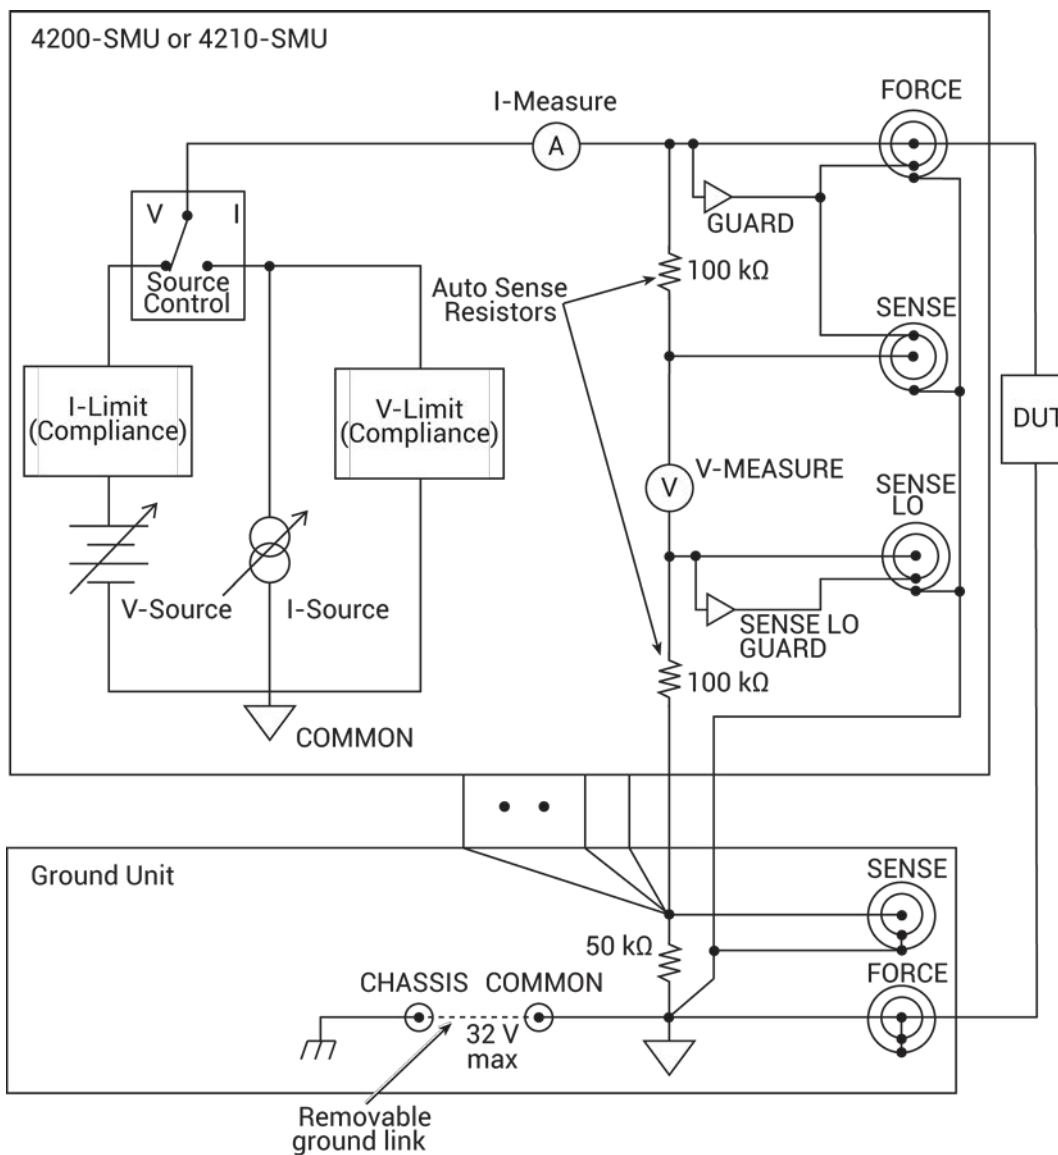 4200-SMU or 4210-SMU
I-Measure
FORCE
A
V
I
GUARD
Source
Control
100 kΩ
Auto Sense
Resistors
SENSE
I-Limit
(Compliance)
V-Limit
(Compliance)
DUT
V
V-MEASURE
SENSE
LO
V-Source
I-Source
SENSE LO
GUARD
100 kΩ
COMMON
Ground Unit
SENSE
50 kΩ
FORCE
CHASSIS
COMMON
32 V
max
Removable
ground link